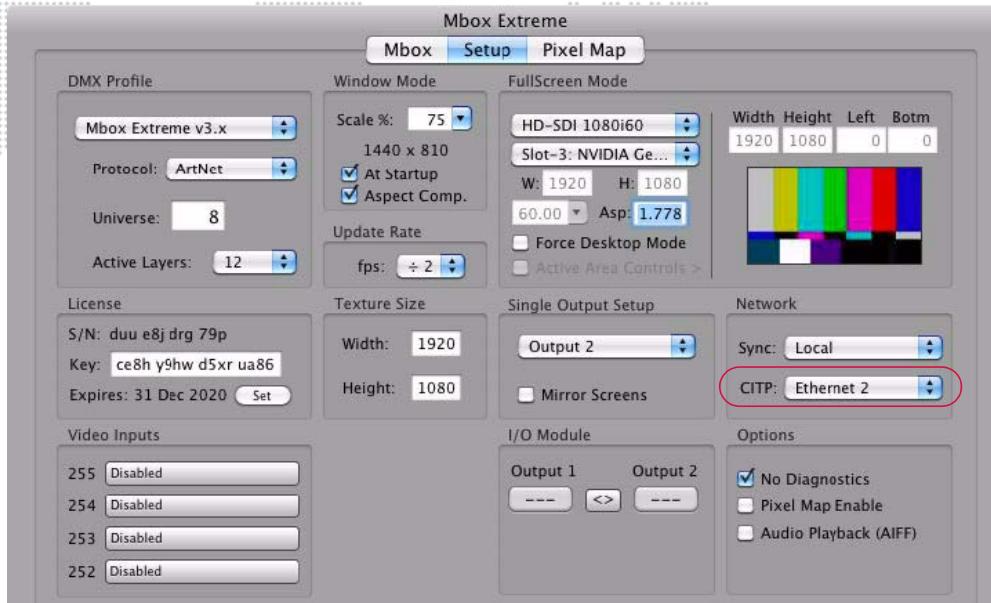 Mbox Extreme
Mbox Setup Pixel Map
DMX Profile
Mbox Extreme v3.x
Protocol: ArtNet
Universe: 8
Active Layers: 12
Window Mode
Scale %: 75
1440 x 810
At Startup
Aspect Comp.
Update Rate
fps: ÷ 2
FullScreen Mode
HD-SDI 1080i60
Slot-3: NVIDIA Ge...
W: 1920 H: 1080
60.00 Asp: 1.778
Force Desktop Mode
Active Area Controls >
Width Height Left Botm
1920 1080 0 0
License
S/N: duu e8j drg 79p
Key: ce8h y9hw d5xr ua86
Expires: 31 Dec 2020 Set
Texture Size
Width: 1920
Height: 1080
Single Output Setup
Output 2
Mirror Screens
Network
Sync: Local
CITP: Ethernet 2
Video Inputs
255 Disabled
254 Disabled
253 Disabled
252 Disabled
I/O Module
Output 1 Output 2
--- <> ---
Options
No Diagnostics
Pixel Map Enable
Audio Playback (AIFF)